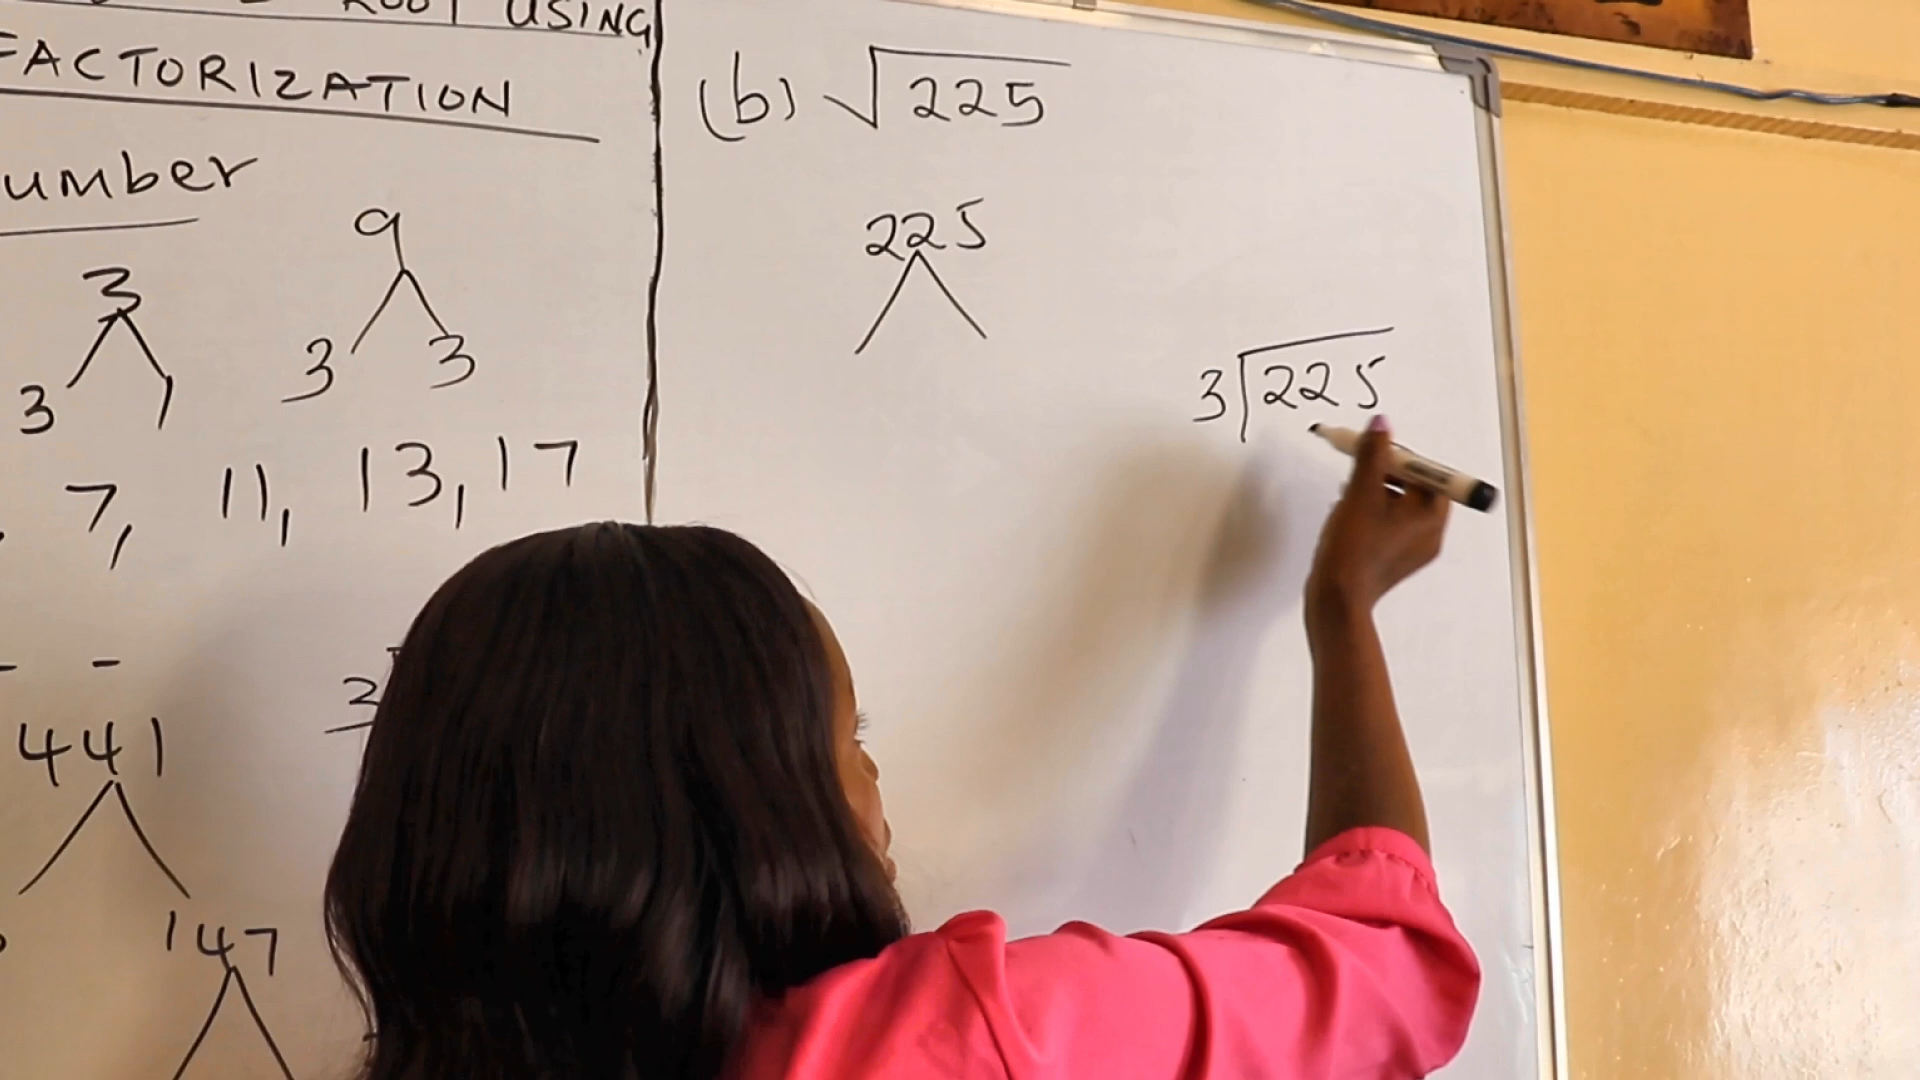 ROOT USING
FACTORIZATION
umber
3
3 1
9
3 3
7, 11, 13, 17
- -
441
147
3
(b) √225
225
3 225